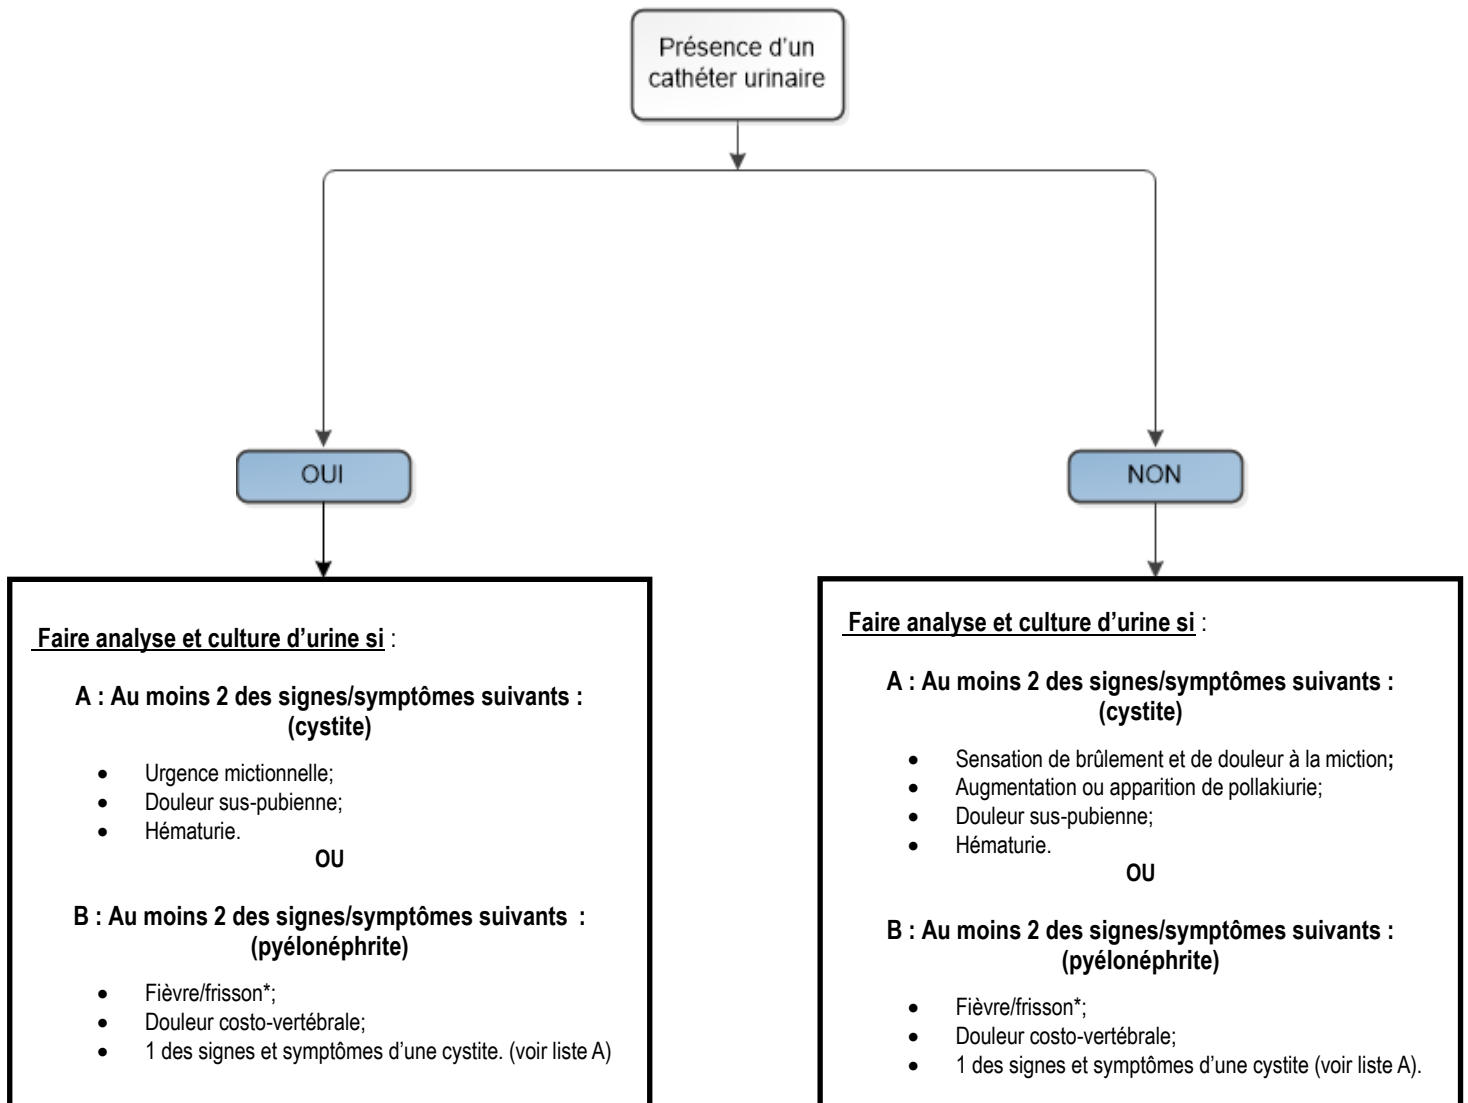 Présence d'un
cathéter urinaire
OUI
NON
Faire analyse et culture d'urine si :
A : Au moins 2 des signes/symptômes suivants :
(cystite)
• Urgence mictionnelle;
• Douleur sus-pubienne;
• Hématurie.
OU
B : Au moins 2 des signes/symptômes suivants :
(pyélonéphrite)
• Fièvre/frisson*;
• Douleur costo-vertébrale;
• 1 des signes et symptômes d'une cystite. (voir liste A)
Faire analyse et culture d'urine si :
A : Au moins 2 des signes/symptômes suivants :
(cystite)
• Sensation de brûlement et de douleur à la miction;
• Augmentation ou apparition de pollakiurie;
• Douleur sus-pubienne;
• Hématurie.
OU
B : Au moins 2 des signes/symptômes suivants :
(pyélonéphrite)
• Fièvre/frisson*;
• Douleur costo-vertébrale;
• 1 des signes et symptômes d'une cystite (voir liste A).